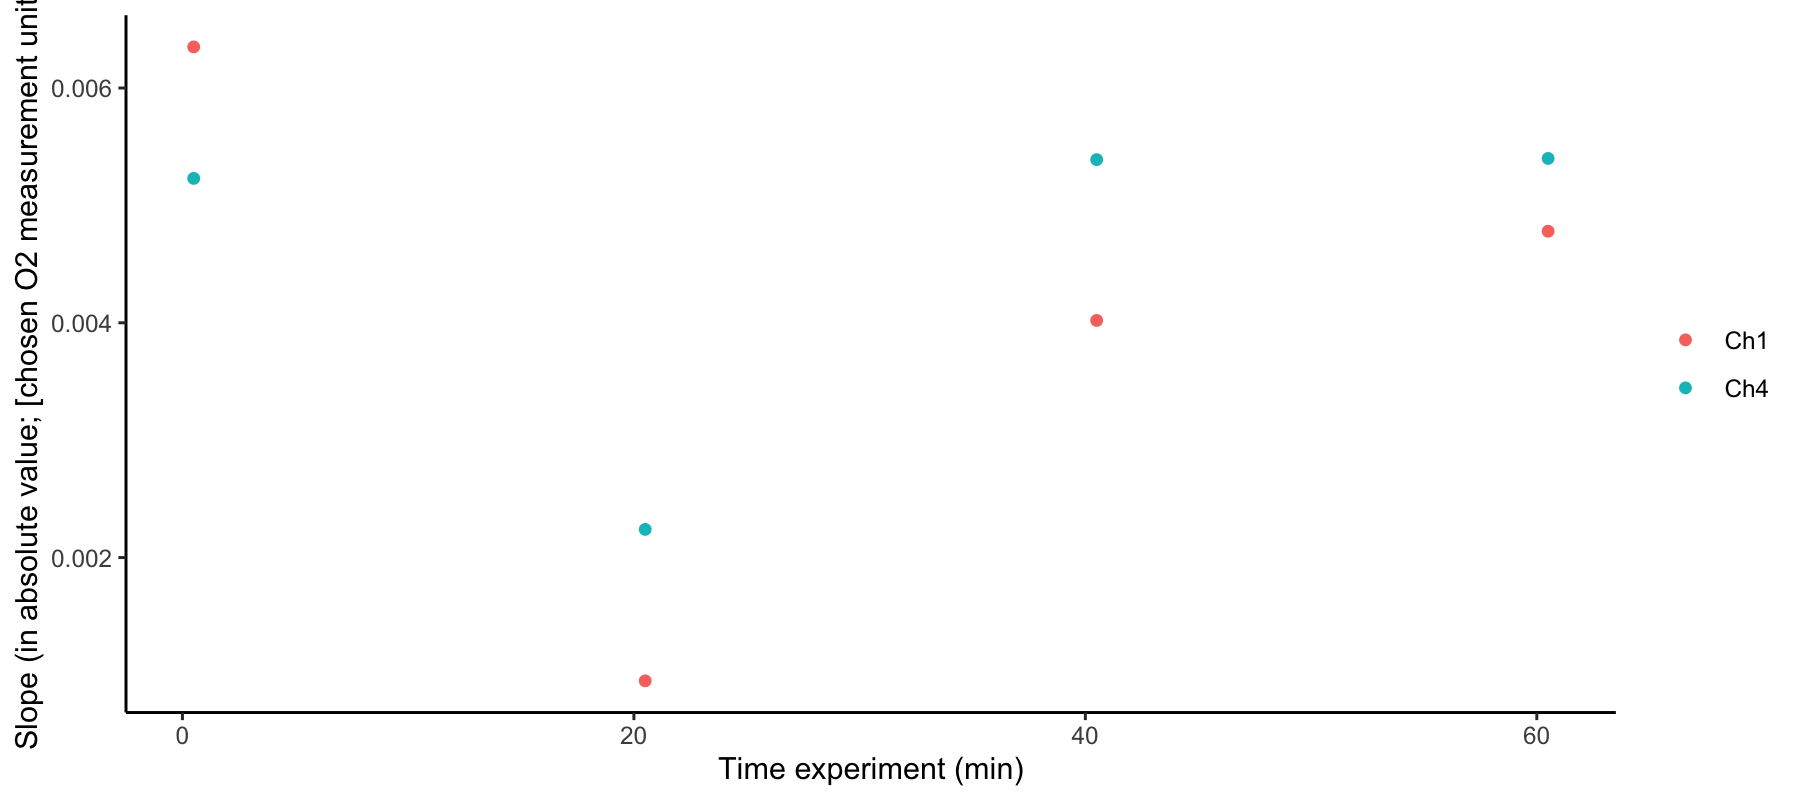 Slope (in absolute value; [chosen O2 measurement unit
0.006
0.004
0.002
0
20
40
60
Time experiment (min)
Ch1
Ch4